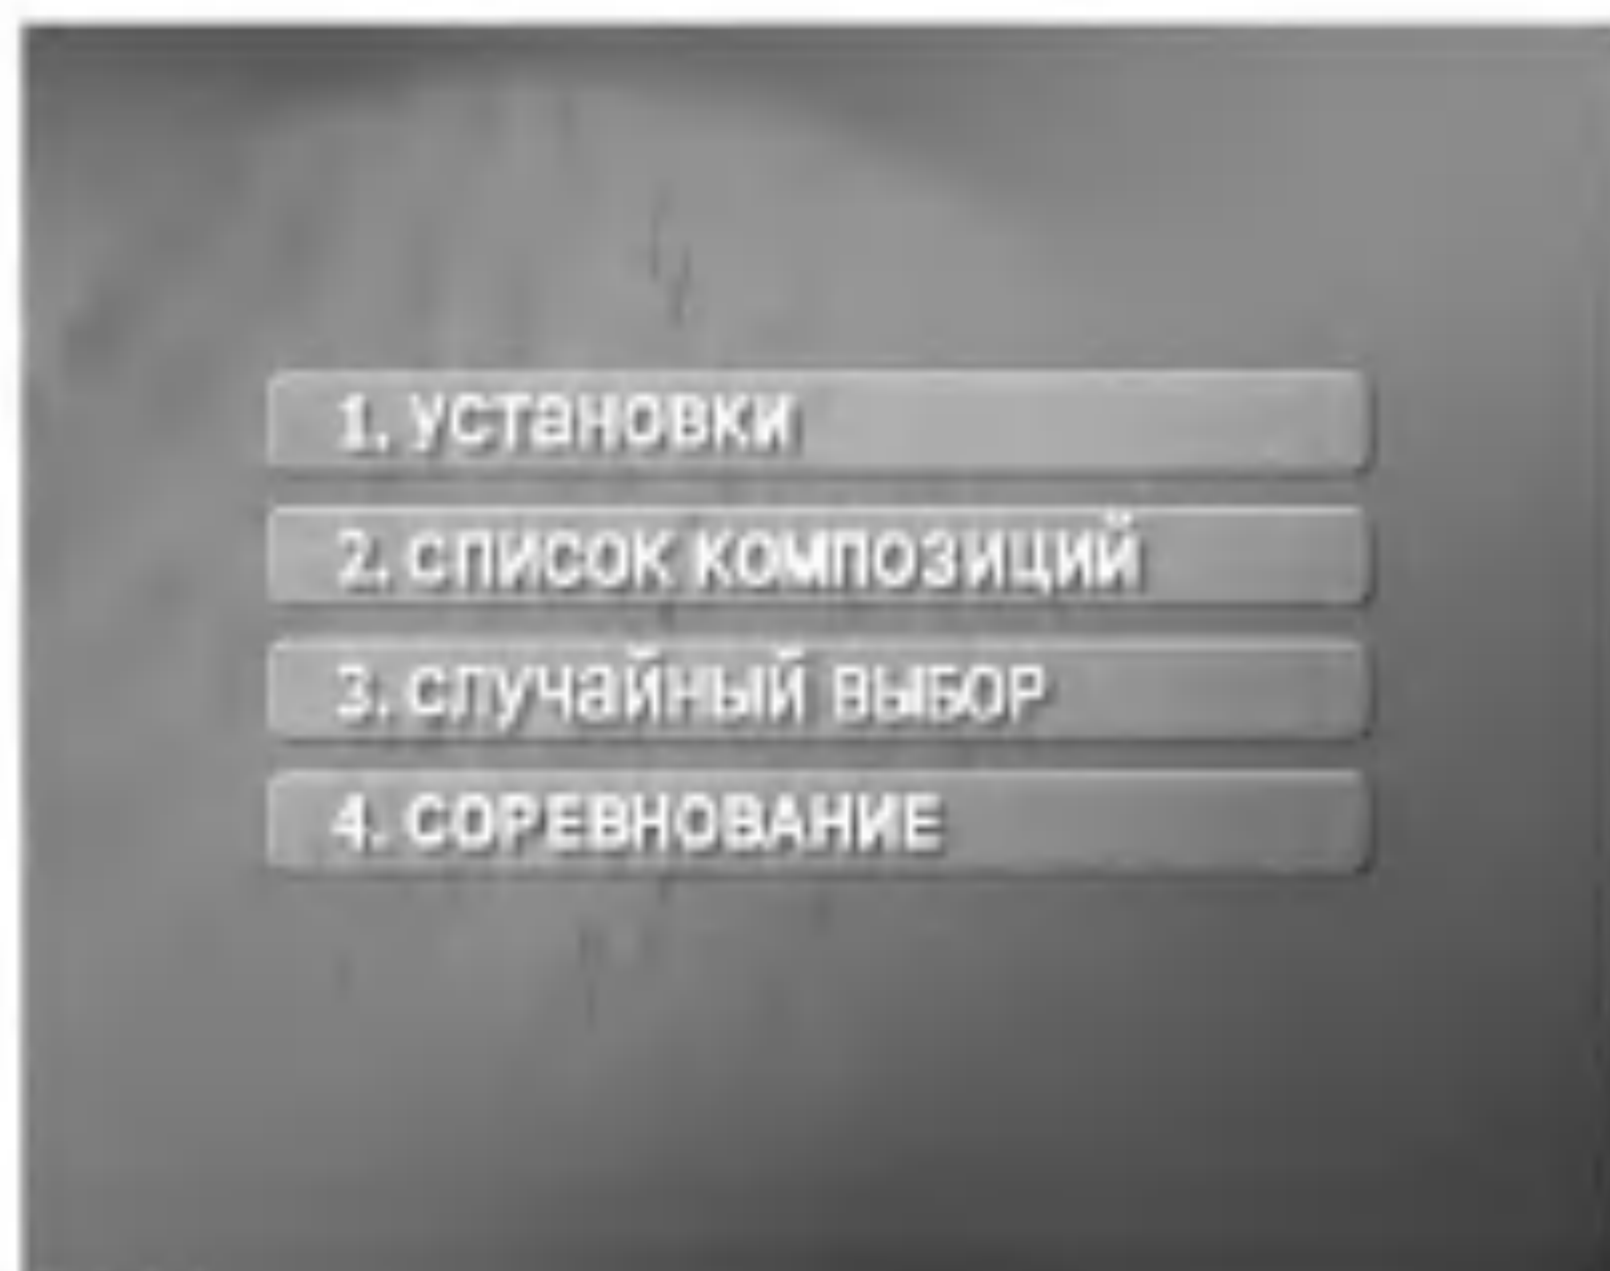 1. УСТАНОВКИ
2. СПИСОК КОМПОЗИЦИЙ
3. СЛУЧАЙНЫЙ ВЫБОР
4. СОРЕВНОВАНИЕ